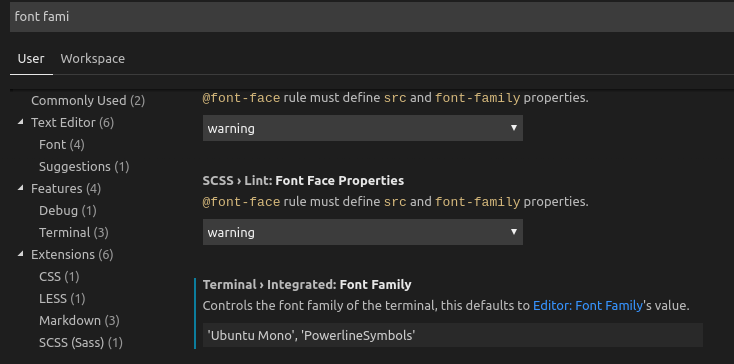 font fami
User Workspace
Commonly Used (2)
Text Editor (6)
Font (4)
Suggestions (1)
Features (4)
Debug (1)
Terminal (3)
Extensions (6)
CSS (1)
LESS (1)
Markdown (3)
SCSS (Sass) (1)
@font-face rule must define src and font-family properties.
warning
SCSS › Lint: Font Face Properties
@font-face rule must define src and font-family properties.
warning
Terminal › Integrated: Font Family
Controls the font family of the terminal, this defaults to Editor: Font Family's value.
'Ubuntu Mono', 'PowerlineSymbols'